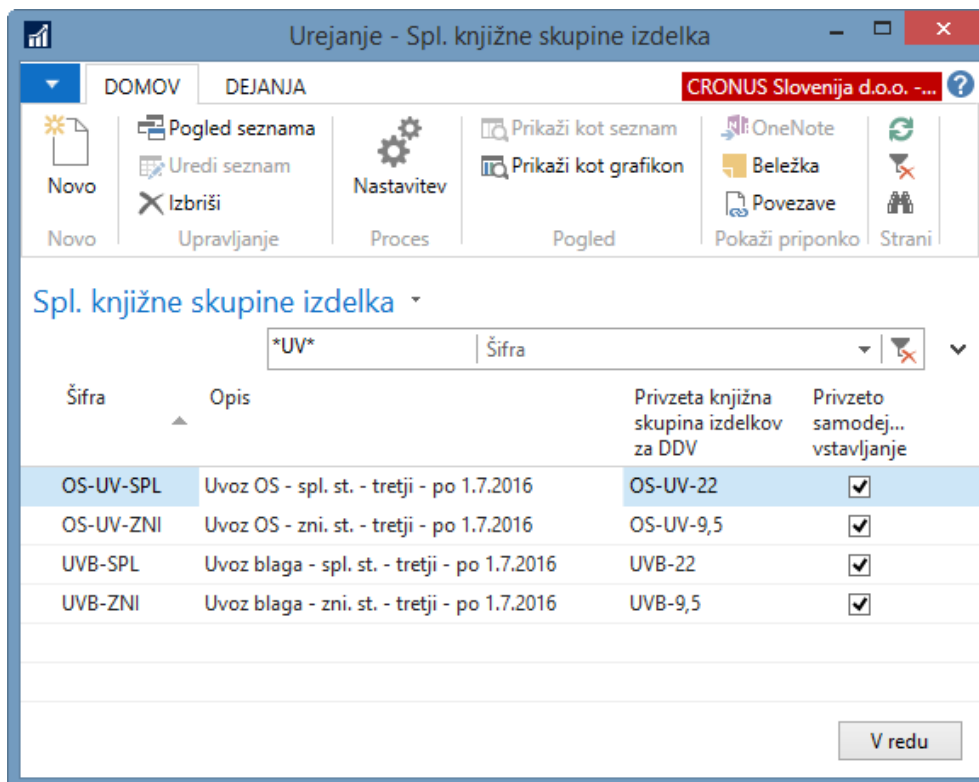 Urejanje - Spl. knjižne skupine izdelka
DOMOV DEJANJA CRONUS Slovenija d.o.o. -... ?
Novo
Pogled seznama
Uredi seznam
Izbriši
Nastavitev
Prikaži kot seznam
Prikaži kot grafikon
OneNote
Beležka
Povezave
Novo Upravljanje Proces Pogled Pokaži priponko Strani
Spl. knjižne skupine izdelka
*UV* Šifra
Šifra Opis Privzeta knjižna skupina izdelkov za DDV Privzeto samodej... vstavljanje
OS-UV-SPL Uvoz OS - spl. st. - tretji - po 1.7.2016 OS-UV-22
OS-UV-ZNI Uvoz OS - zni. st. - tretji - po 1.7.2016 OS-UV-9,5
UVB-SPL Uvoz blaga - spl. st. - tretji - po 1.7.2016 UVB-22
UVB-ZNI Uvoz blaga - zni. st. - tretji - po 1.7.2016 UVB-9,5
V redu